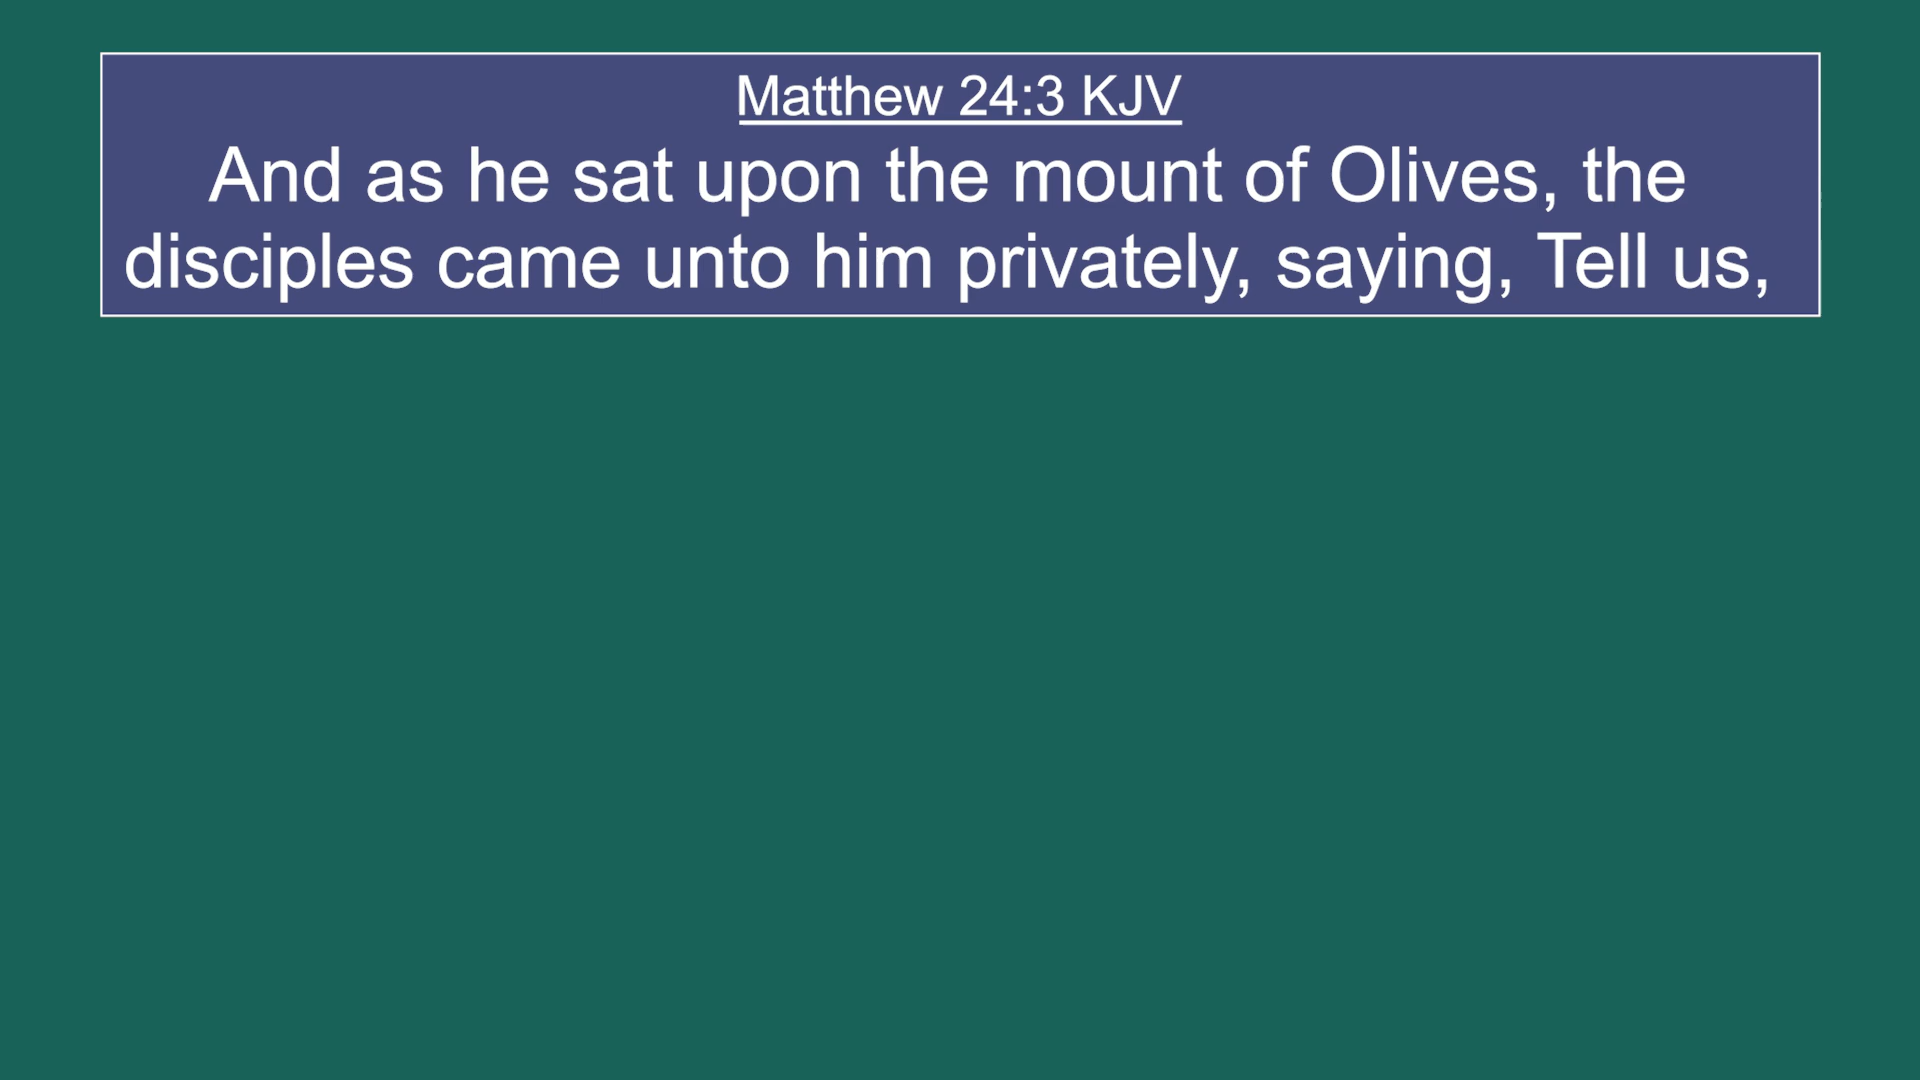 Matthew 24:3 KJV
And as he sat upon the mount of Olives, the
disciples came unto him privately, saying, Tell us,